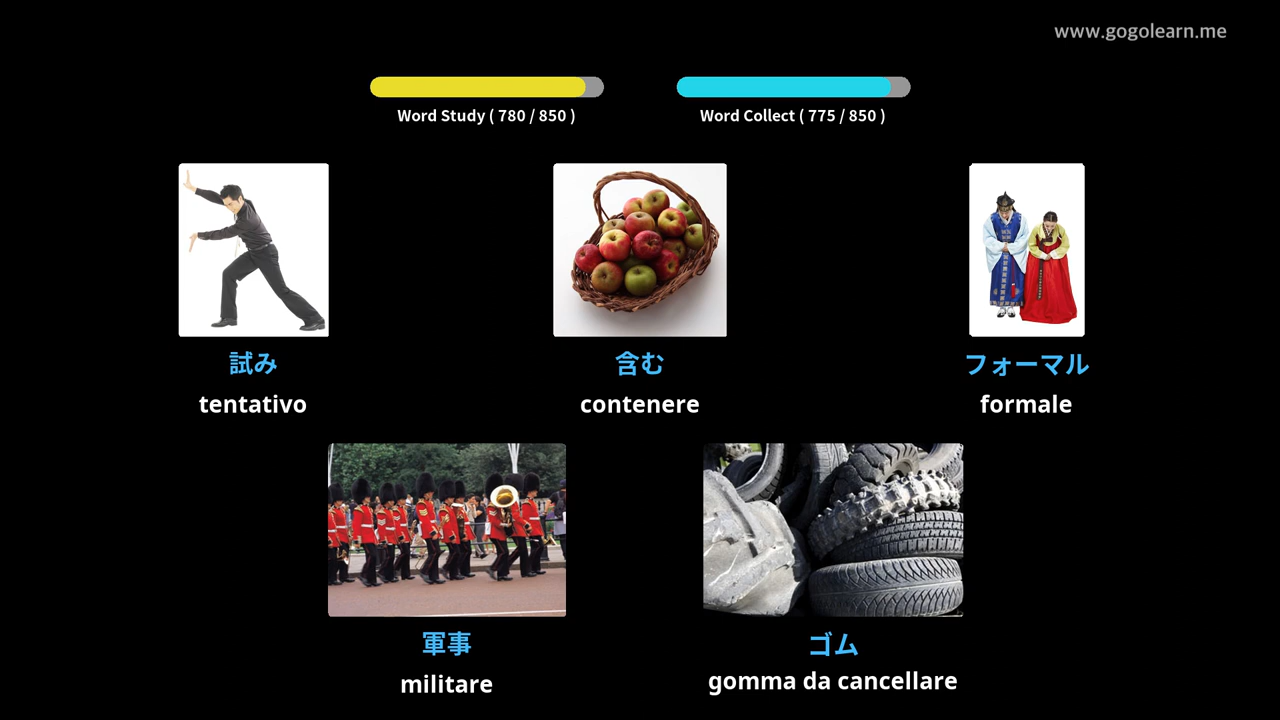 www.gogolearn.me
Word Study ( 780 / 850 )
Word Collect ( 775 / 850 )
試み
tentativo
含む
contenere
フォーマル
formale
軍事
militare
ゴム
gomma da cancellare